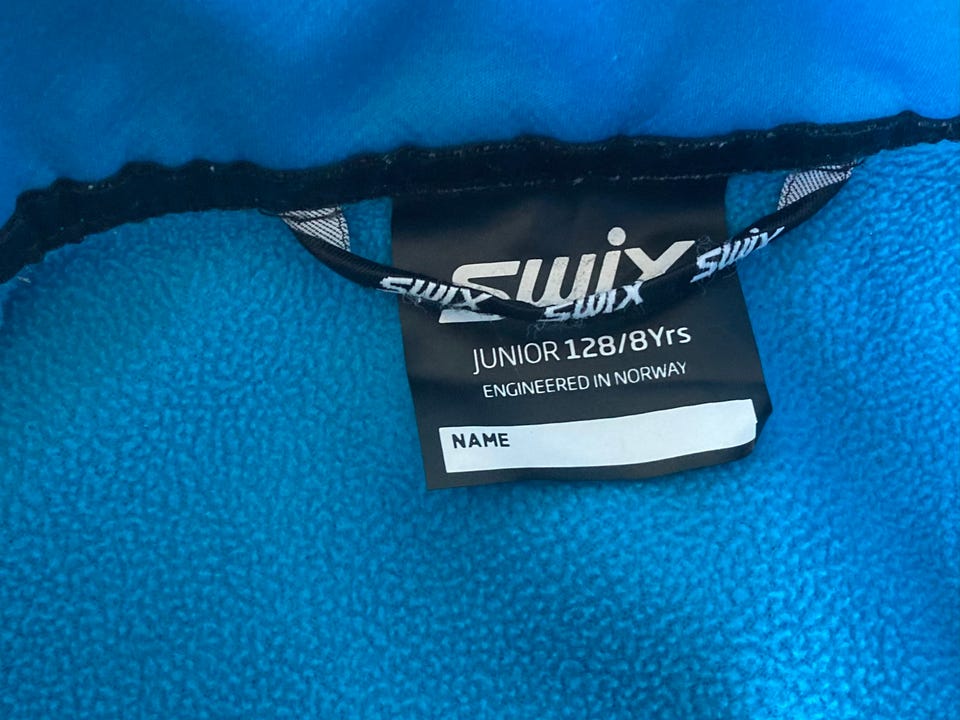 swix
SWIX SWIX SWIX
JUNIOR 128/8Yrs
ENGINEERED IN NORWAY
NAME